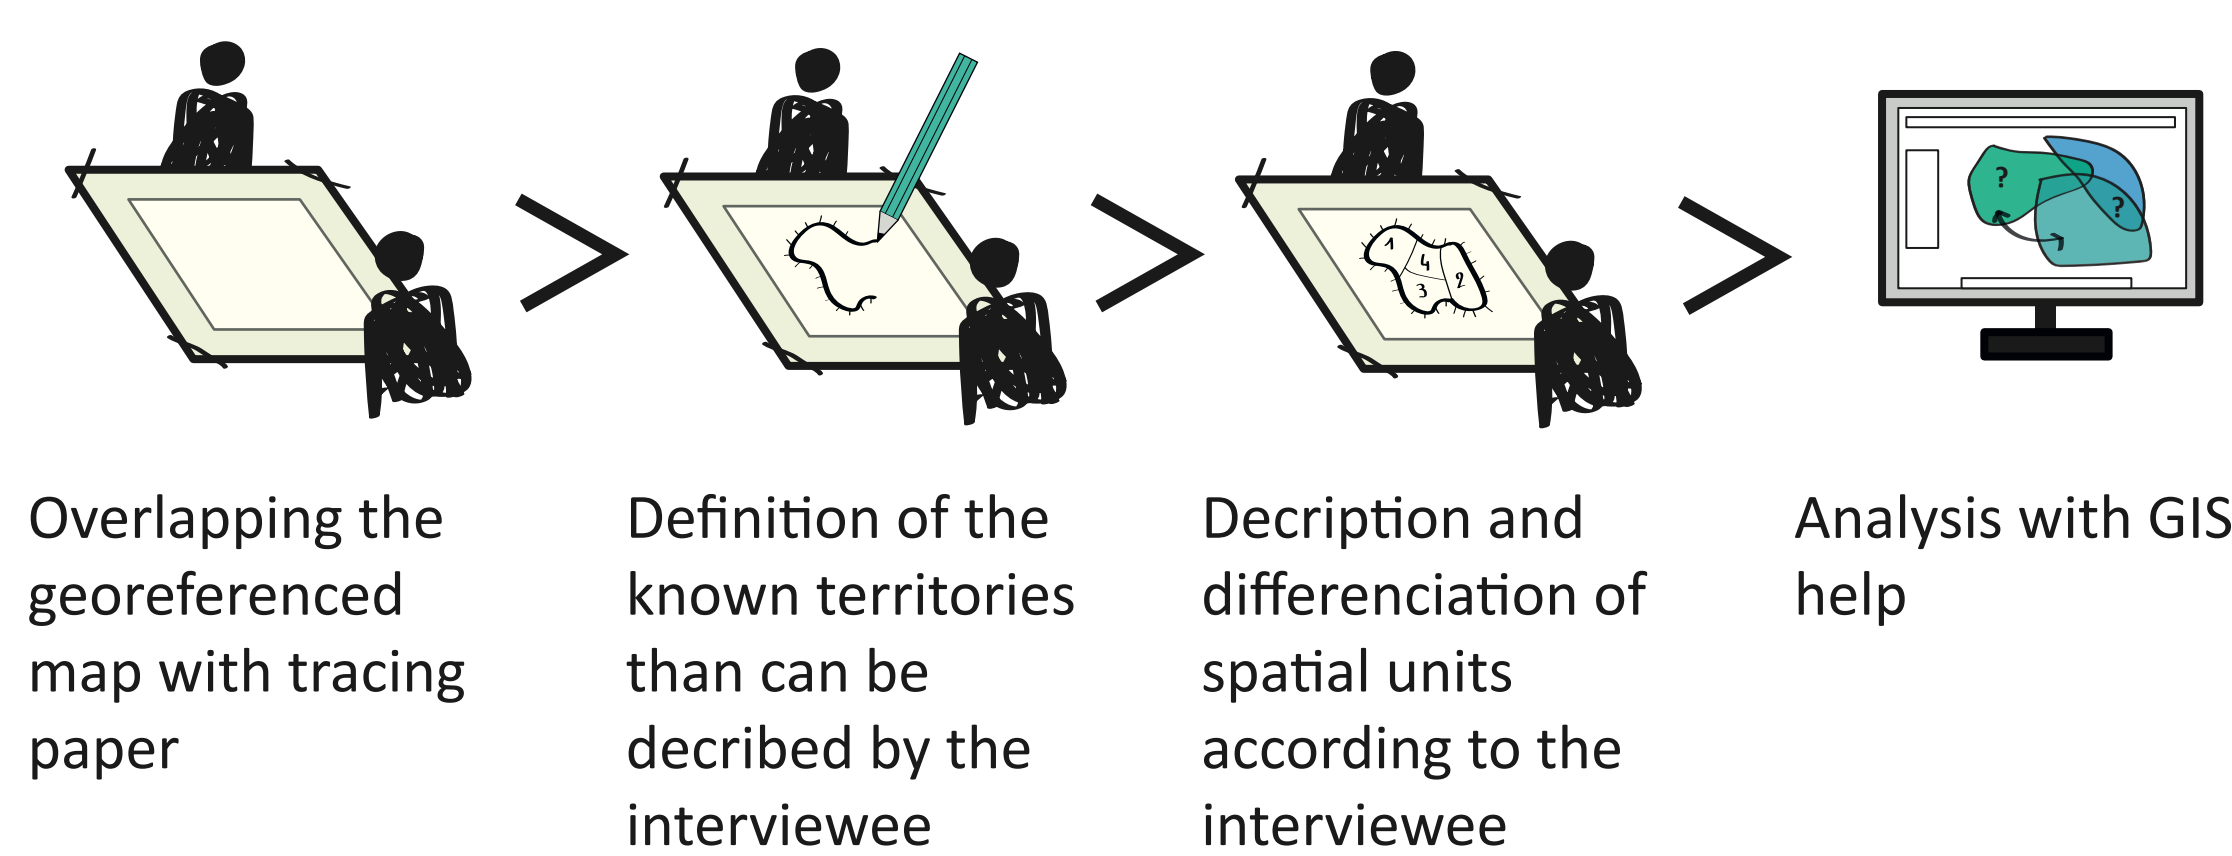 1
4
3
2
?
?
Overlapping the
georeferenced
map with tracing
paper
Definition of the
known territories
than can be
decribed by the
interviewee
Decription and
differenciation of
spatial units
according to the
interviewee
Analysis with GIS
help